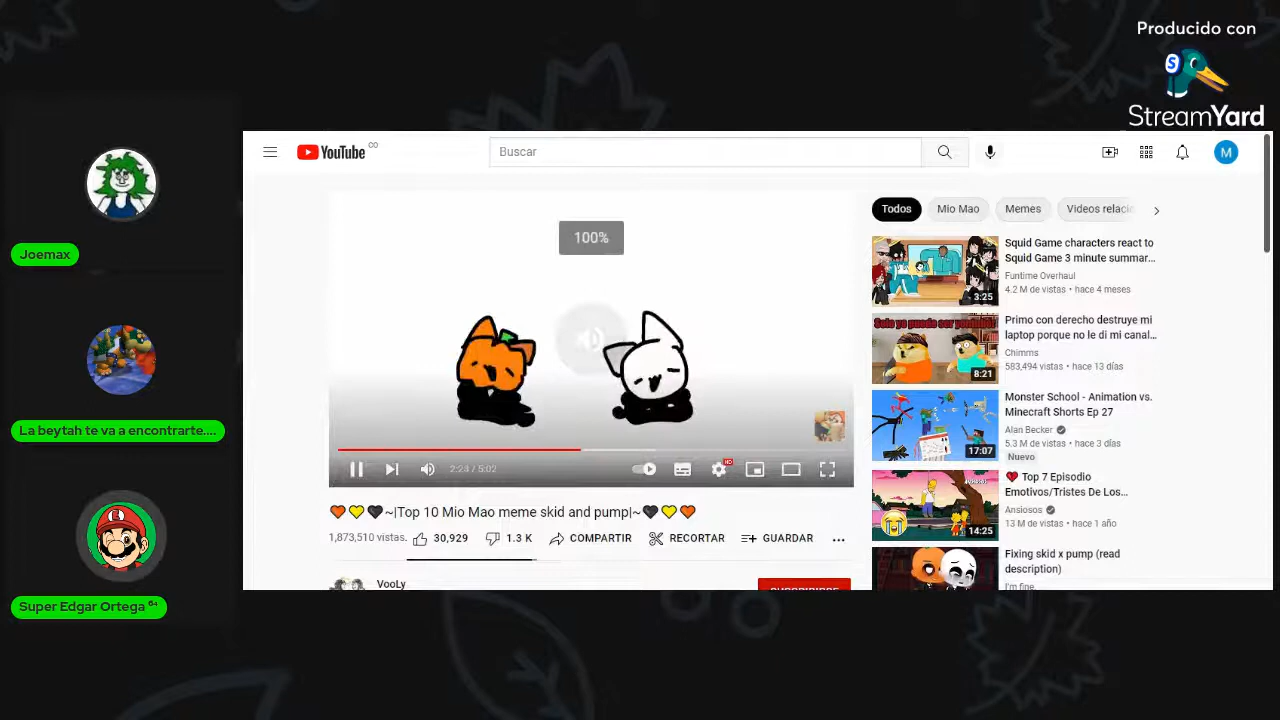 Producido con
StreamYard
Joemax
La beytah te va a encontrarte....
Super Edgar Ortega ⁶⁴
YouTube CO
Buscar
M
100%
2:23 / 5:02
HD
🧡💛🖤~|Top 10 Mio Mao meme skid and pump|~🖤💛🧡
1,873,510 vistas.
30,929
1.3 K
COMPARTIR
RECORTAR
GUARDAR
VooLy
SUSCRIBIRSE
Todos
Mio Mao
Memes
Videos relacio
Squid Game characters react to
Squid Game 3 minute summar...
Funtime Overhaul
4.2 M de vistas • hace 4 meses
3:25
Primo con derecho destruye mi
laptop porque no le di mi canal...
Chimms
583,494 vistas • hace 13 días
8:21
Monster School - Animation vs.
Minecraft Shorts Ep 27
Alan Becker
5.3 M de vistas • hace 3 días
Nuevo
17:07
💔 Top 7 Episodio
Emotivos/Tristes De Los...
Ansiosos
13 M de vistas • hace 1 año
14:25
Fixing skid x pump (read
description)
I'm fine